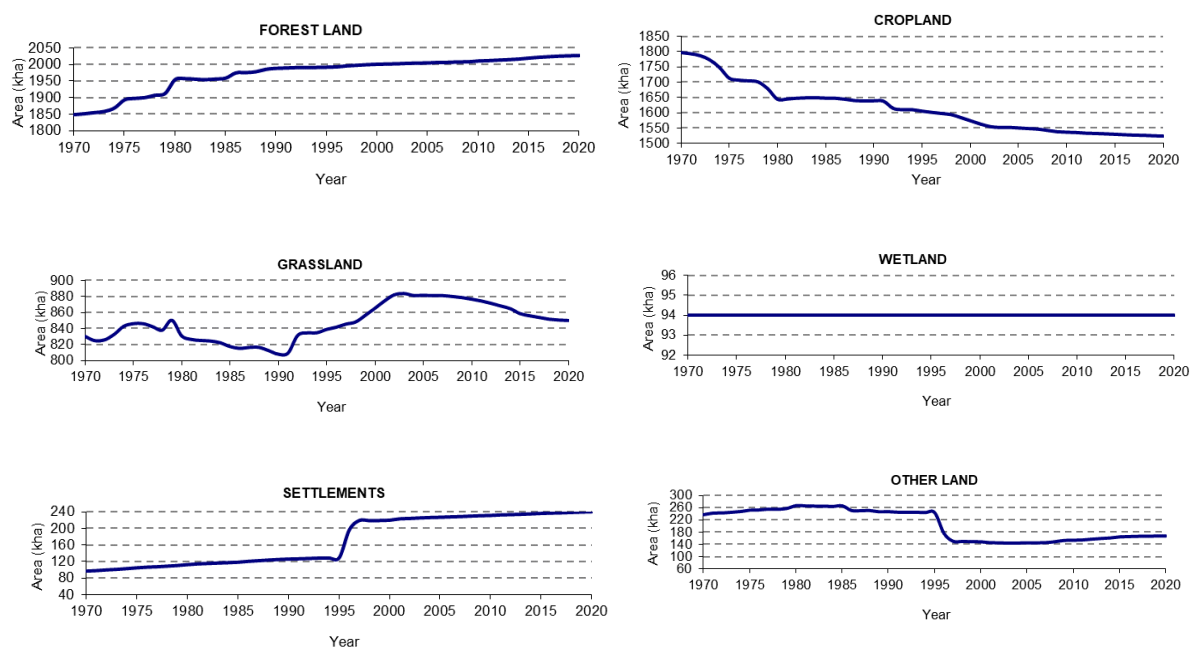 FOREST LAND
Area (kha)
2050
2000
1950
1900
1850
1800
1970 1975 1980 1985 1990 1995 2000 2005 2010 2015 2020
Year
CROPLAND
Area (kha)
1850
1800
1750
1700
1650
1600
1550
1500
1970 1975 1980 1985 1990 1995 2000 2005 2010 2015 2020
Year
GRASSLAND
Area (kha)
900
880
860
840
820
800
1970 1975 1980 1985 1990 1995 2000 2005 2010 2015 2020
Year
WETLAND
Area (kha)
96
95
94
93
92
1970 1975 1980 1985 1990 1995 2000 2005 2010 2015 2020
Year
SETTLEMENTS
Area (kha)
240
200
160
120
80
40
1970 1975 1980 1985 1990 1995 2000 2005 2010 2015 2020
Year
OTHER LAND
Area (kha)
300
260
220
180
140
100
60
1970 1975 1980 1985 1990 1995 2000 2005 2010 2015 2020
Year